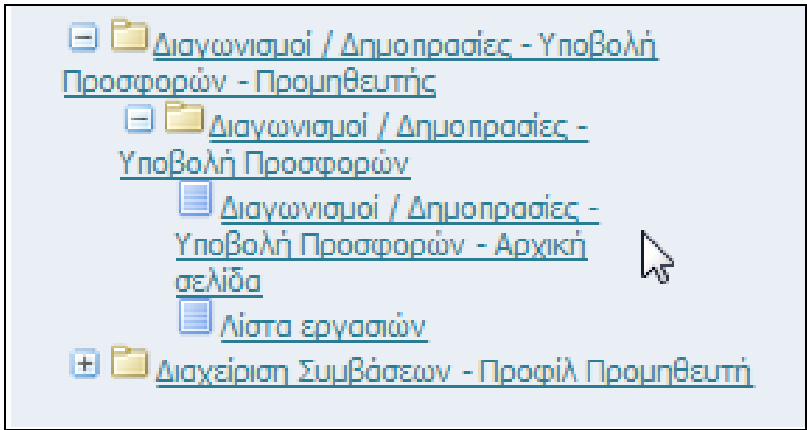 Διαγωνισμοί / Δημοπρασίες - Υποβολή
Προσφορών - Προμηθευτής
Διαγωνισμοί / Δημοπρασίες -
Υποβολή Προσφορών
Διαγωνισμοί / Δημοπρασίες -
Υποβολή Προσφορών - Αρχική
σελίδα
Λίστα εργασιών
Διαχείριση Συμβάσεων - Προφίλ Προμηθευτή